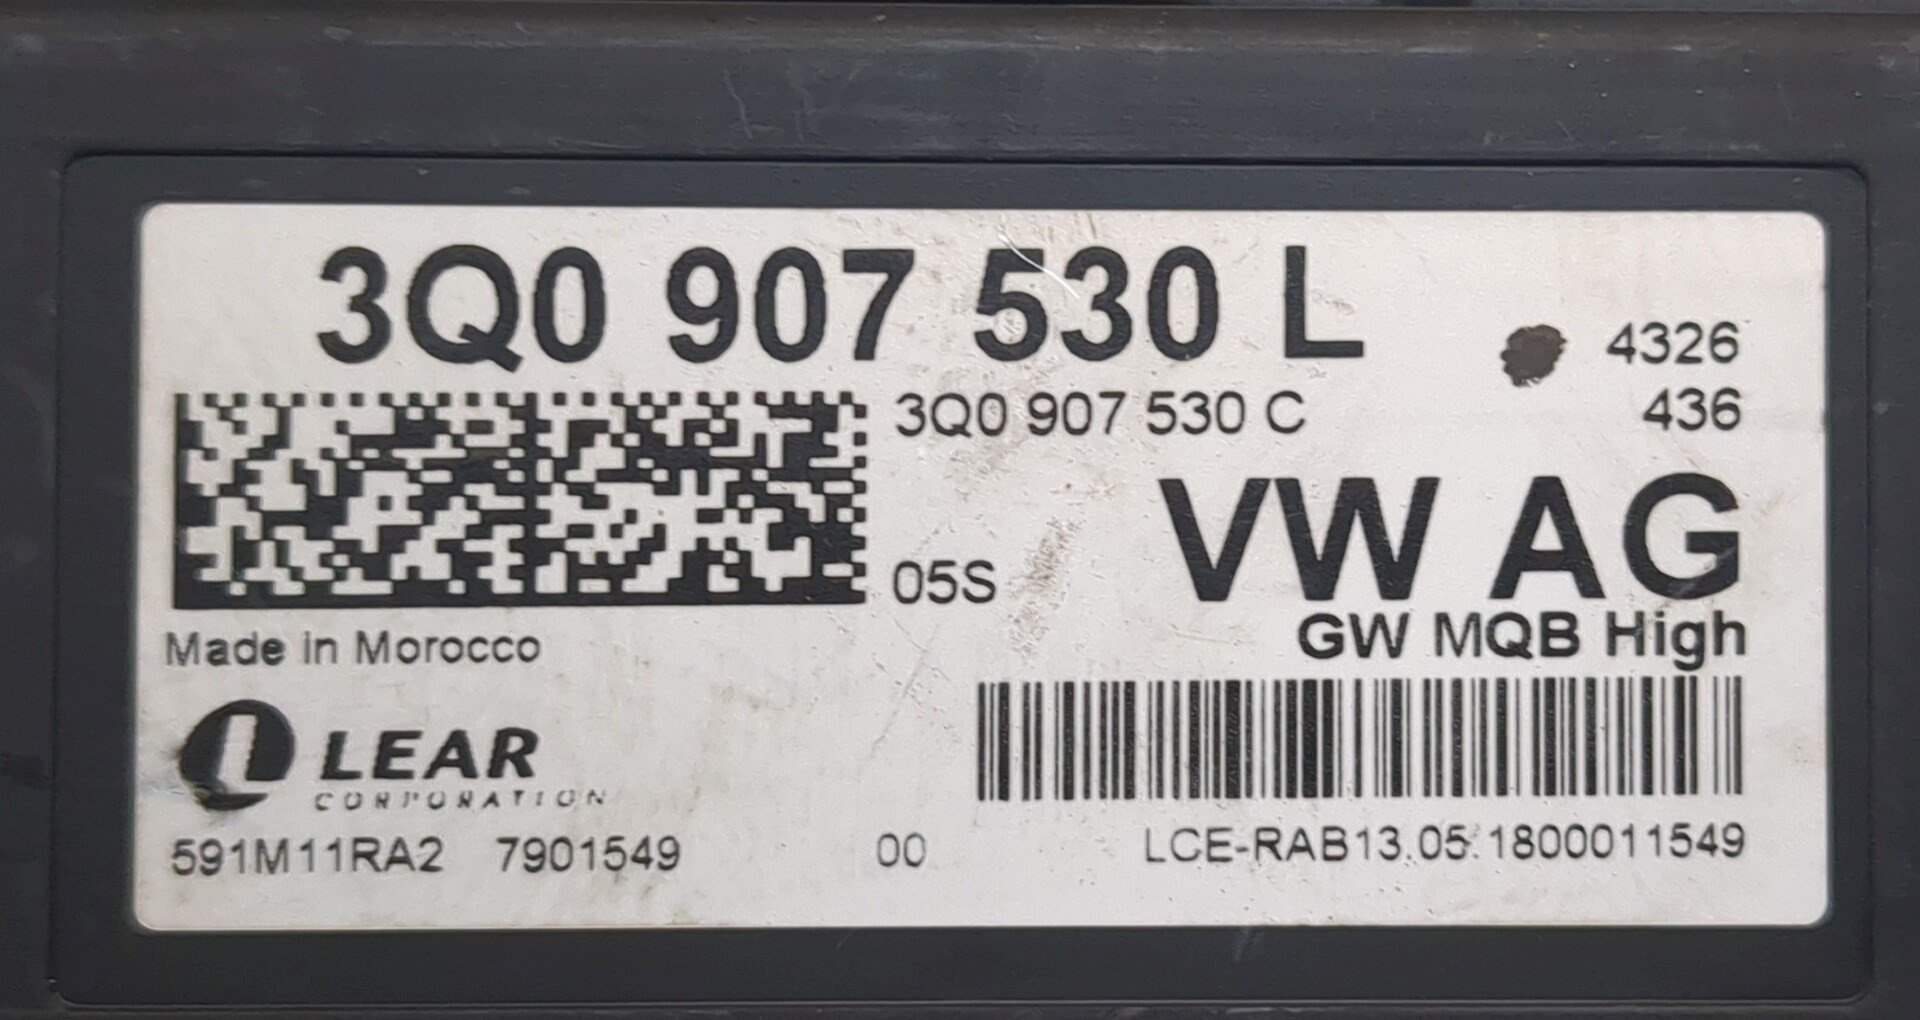 3Q0 907 530 L
4326
3Q0 907 530 C
436
05S
VW AG
GW MQB High
Made in Morocco
LEAR
CORPORATION
591M11RA2 7901549 00 LCE-RAB13.05.1800011549